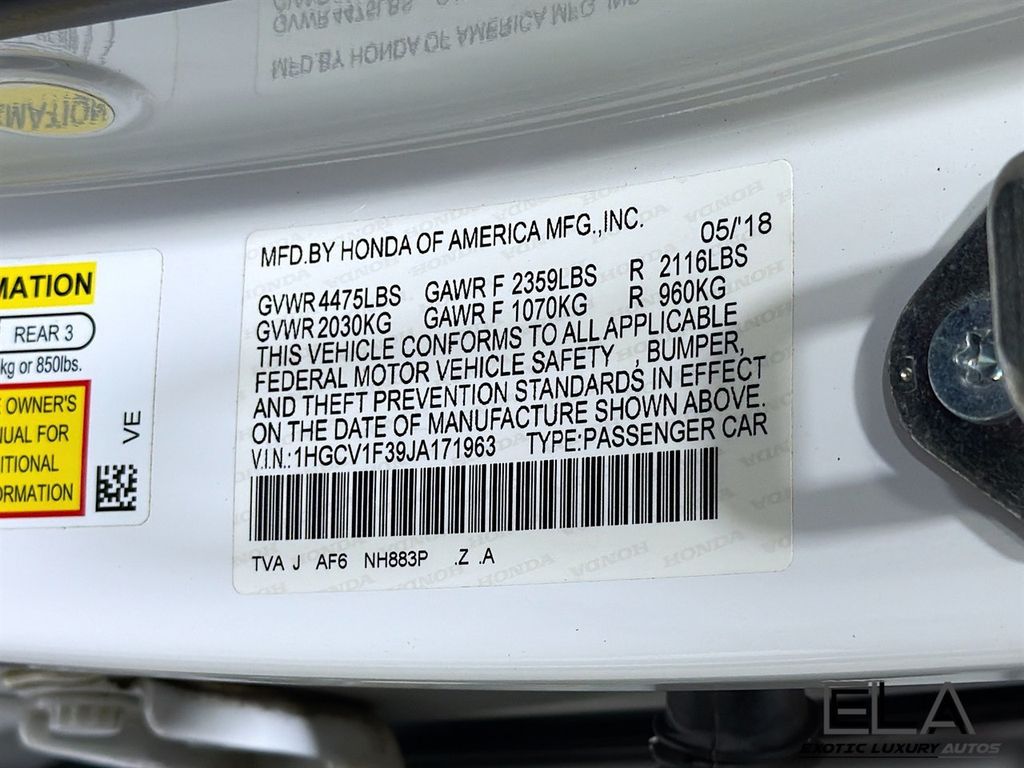 MFD.BY HONDA OF AMERICA MFG.,INC. 05/'18
GVWR 4475LBS GAWR F 2359LBS R 2116LBS
GVWR 2030KG GAWR F 1070KG R 960KG
THIS VEHICLE CONFORMS TO ALL APPLICABLE
FEDERAL MOTOR VEHICLE SAFETY , BUMPER,
AND THEFT PREVENTION STANDARDS IN EFFECT
ON THE DATE OF MANUFACTURE SHOWN ABOVE.
V.I.N.:1HGCV1F39JA171963 TYPE:PASSENGER CAR
TVA J AF6 NH883P .Z .A
MATION
REAR 3
kg or 850lbs.
OWNER'S
NUAL FOR
ITIONAL
ORMATION
VE
ELA
EXOTIC LUXURY AUTOS